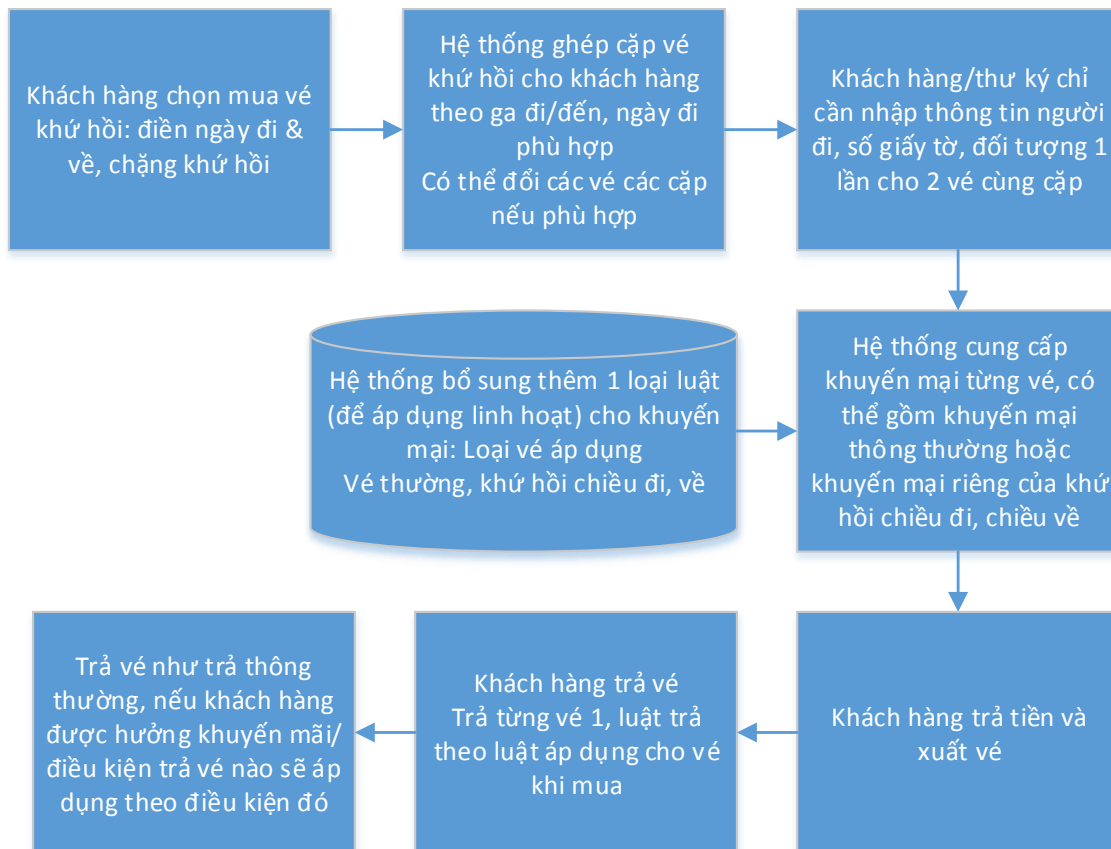 Khách hàng chọn mua vé
khứ hồi: điền ngày đi &
về, chặng khứ hồi
Hệ thống ghép cặp vé
khứ hồi cho khách hàng
theo ga đi/đến, ngày đi
phù hợp
Có thể đổi các vé các cặp
nếu phù hợp
Khách hàng/thư ký chỉ
cần nhập thông tin người
đi, số giấy tờ, đối tượng 1
lần cho 2 vé cùng cặp
Hệ thống bổ sung thêm 1 loại luật
(để áp dụng linh hoạt) cho khuyến
mại: Loại vé áp dụng
Vé thường, khứ hồi chiều đi, về
Hệ thống cung cấp
khuyến mại từng vé, có
thể gồm khuyến mại
thông thường hoặc
khuyến mại riêng của khứ
hồi chiều đi, chiều về
Trả vé như trả thông
thường, nếu khách hàng
được hưởng khuyến mãi/
điều kiện trả vé nào sẽ áp
dụng theo điều kiện đó
Khách hàng trả vé
Trả từng vé 1, luật trả
theo luật áp dụng cho vé
khi mua
Khách hàng trả tiền và
xuất vé